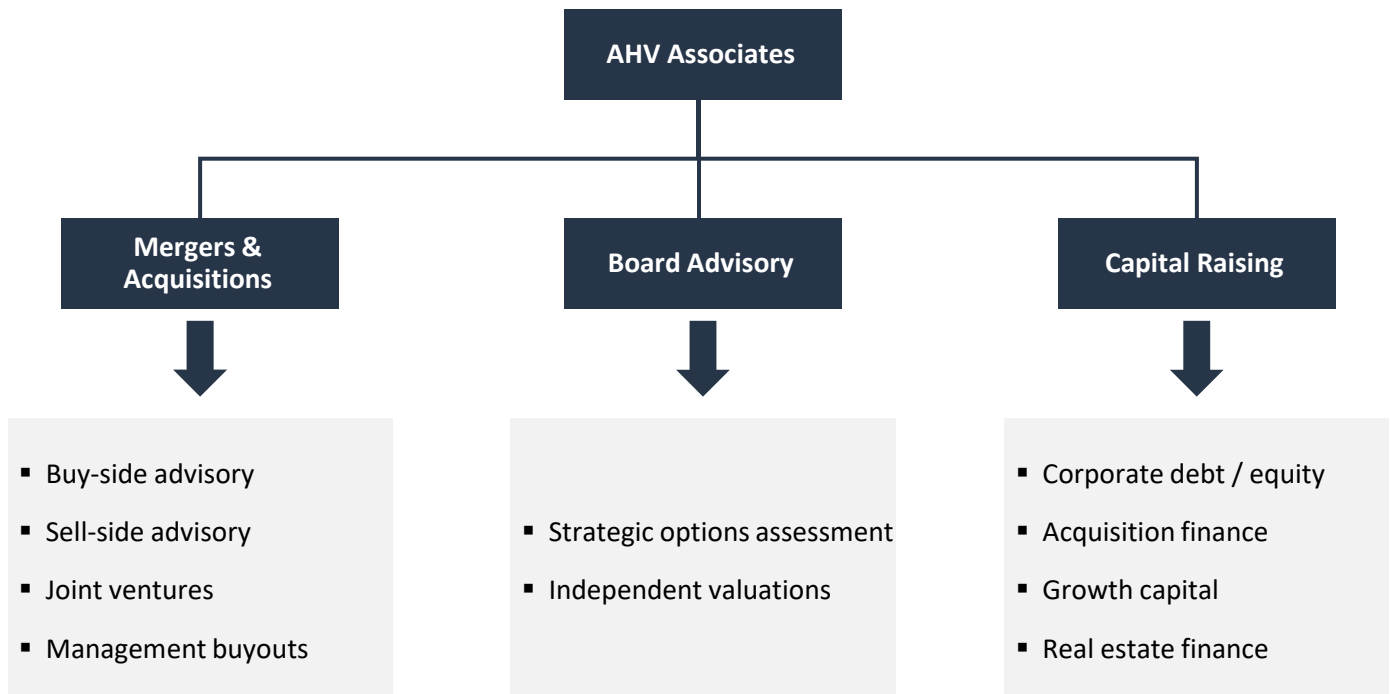 AHV Associates
Mergers &
Acquisitions
Board Advisory
Capital Raising
▪ Buy-side advisory
▪ Sell-side advisory
▪ Joint ventures
▪ Management buyouts
▪ Strategic options assessment
▪ Independent valuations
▪ Corporate debt / equity
▪ Acquisition finance
▪ Growth capital
▪ Real estate finance